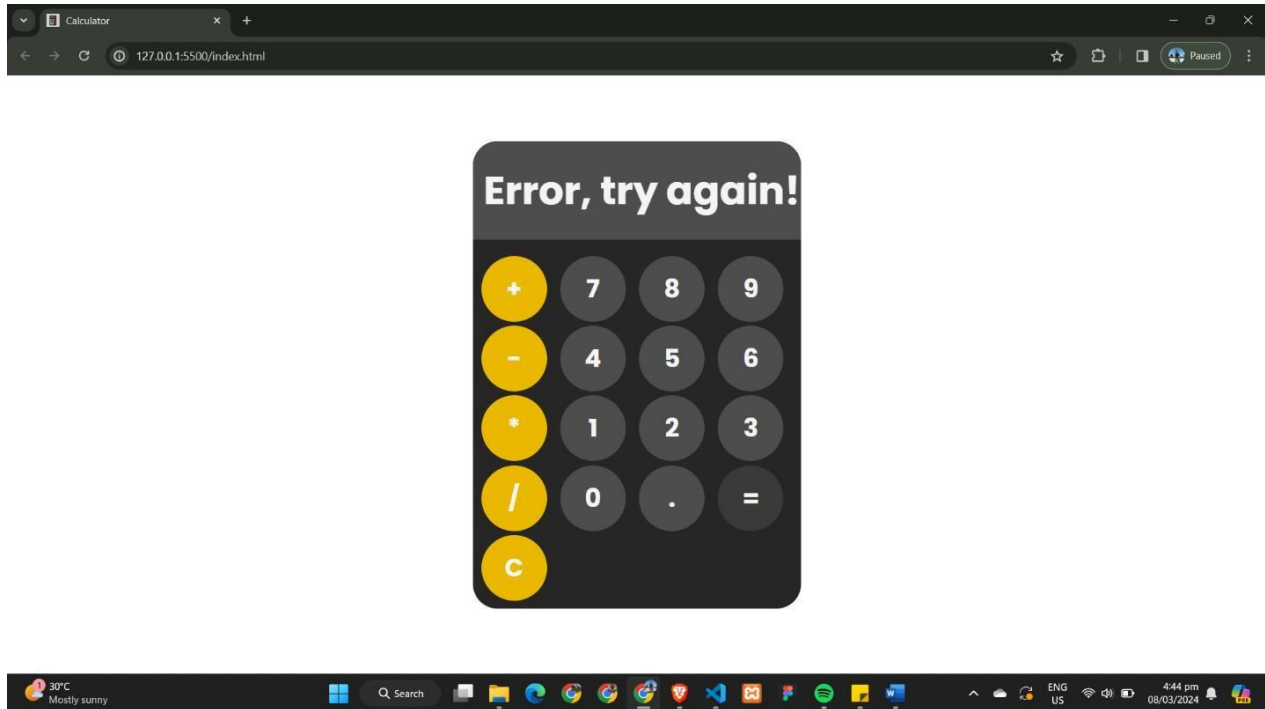 Calculator
127.0.0.1:5500/index.html
Paused
Error, try again!
+ 7 8 9
- 4 5 6
* 1 2 3
/ 0 . =
C
1
30°C
Mostly sunny
Search
ENG
US
4:44 pm
08/03/2024